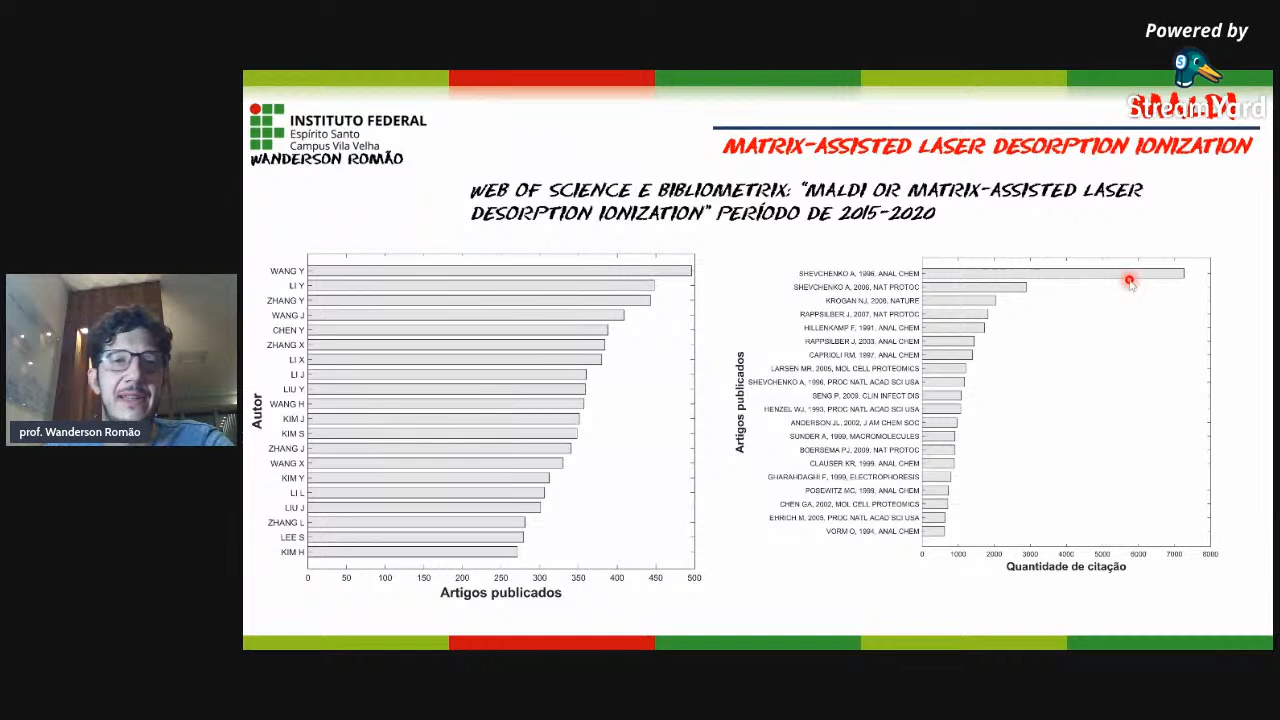 Powered by
StreamYard
MALDI
INSTITUTO FEDERAL
Espírito Santo
Campus Vila Velha
WANDERSON ROMÃO
MATRIX-ASSISTED LASER DESORPTION IONIZATION
WEB OF SCIENCE E BIBLIOMETRIX: “MALDI OR MATRIX-ASSISTED LASER
DESORPTION IONIZATION” PERÍODO DE 2015-2020
Autor
WANG Y
LI Y
ZHANG Y
WANG J
CHEN Y
ZHANG X
LI X
LI J
LIU Y
WANG H
KIM J
KIM S
ZHANG J
WANG X
KIM Y
LI L
LIU J
ZHANG L
LEE S
KIM H
0 50 100 150 200 250 300 350 400 450 500
Artigos publicados
Artigos publicados
SHEVCHENKO A, 1996, ANAL CHEM
SHEVCHENKO A, 2006, NAT PROTOC
KROGAN NJ, 2006, NATURE
RAPPSILBER J, 2007, NAT PROTOC
HILLENKAMP F, 1991, ANAL CHEM
RAPPSILBER J, 2003, ANAL CHEM
CAPRIOLI RM, 1997, ANAL CHEM
LARSEN MR, 2005, MOL CELL PROTEOMICS
SHEVCHENKO A, 1996, PROC NATL ACAD SCI USA
SENG P, 2009, CLIN INFECT DIS
HENZEL WJ, 1993, PROC NATL ACAD SCI USA
ANDERSON JL, 2002, J AM CHEM SOC
SUNDER A, 1999, MACROMOLECULES
BOERSEMA PJ, 2009, NAT PROTOC
CLAUSER KR, 1999, ANAL CHEM
GHARAHDAGHI F, 1999, ELECTROPHORESIS
POSEWITZ MC, 1999, ANAL CHEM
CHEN GA, 2002, MOL CELL PROTEOMICS
EHRICH M, 2005, PROC NATL ACAD SCI USA
VORM O, 1994, ANAL CHEM
0 1000 2000 3000 4000 5000 6000 7000 8000
Quantidade de citação
prof. Wanderson Romão